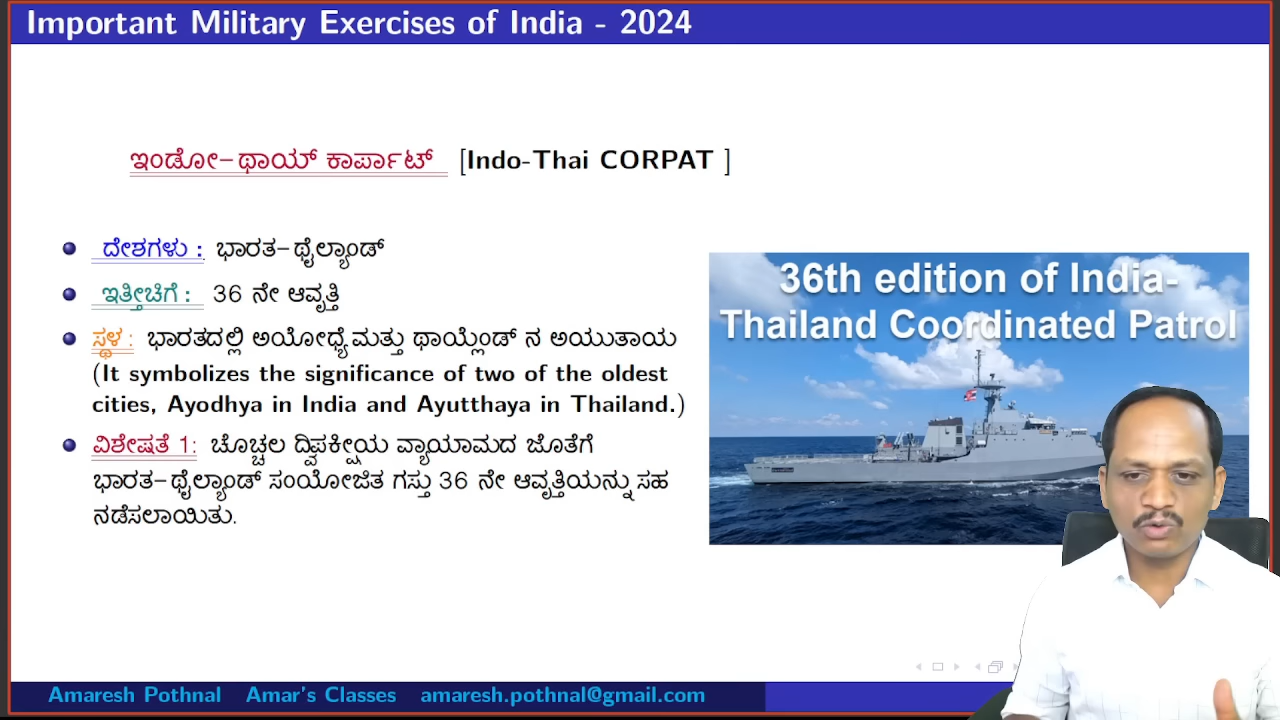 Important Military Exercises of India - 2024
ಇಂಡೋ-ಥಾಯ್ ಕಾರ್ಪಾಟ್ [Indo-Thai CORPAT ]
ದೇಶಗಳು : ಭಾರತ-ಥೈಲ್ಯಾಂಡ್
ಇತ್ತೀಚಿಗೆ : 36 ನೇ ಆವೃತ್ತಿ
ಸ್ಥಳ : ಭಾರತದಲ್ಲಿ ಅಯೋಧ್ಯೆ ಮತ್ತು ಥಾಯ್ಲೆಂಡ್ ನ ಅಯುತಾಯ
(It symbolizes the significance of two of the oldest
cities, Ayodhya in India and Ayutthaya in Thailand.)
ವಿಶೇಷತೆ 1: ಚೊಚ್ಚಲ ದ್ವಿಪಕ್ಷೀಯ ವ್ಯಾಯಾಮದ ಜೊತೆಗೆ
ಭಾರತ-ಥೈಲ್ಯಾಂಡ್ ಸಂಯೋಜಿತ ಗಸ್ತು 36 ನೇ ಆವೃತ್ತಿಯನ್ನು ಸಹ
ನಡೆಸಲಾಯಿತು.
36th edition of India-
Thailand Coordinated Patrol
Amaresh Pothnal Amar's Classes amaresh.pothnal@gmail.com